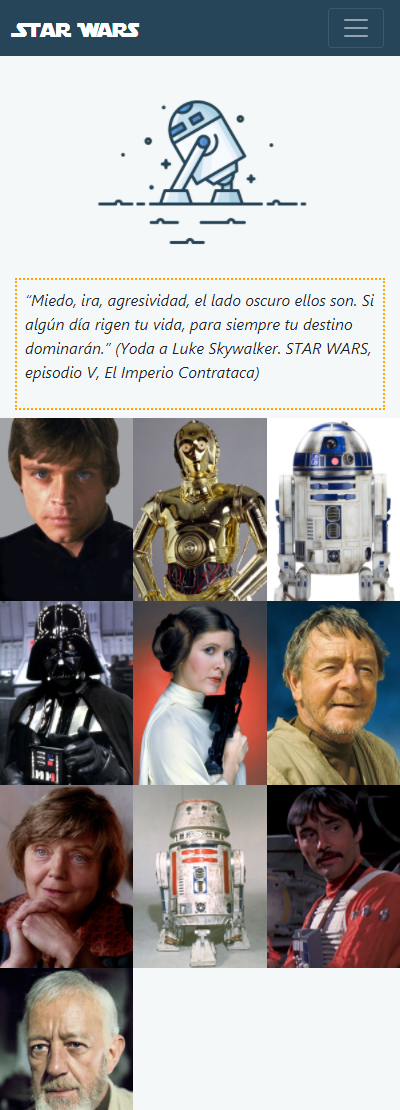 STAR WARS
“Miedo, ira, agresividad, el lado oscuro ellos son. Si
algún día rigen tu vida, para siempre tu destino
dominarán.” (Yoda a Luke Skywalker. STAR WARS,
episodio V, El Imperio Contrataca)